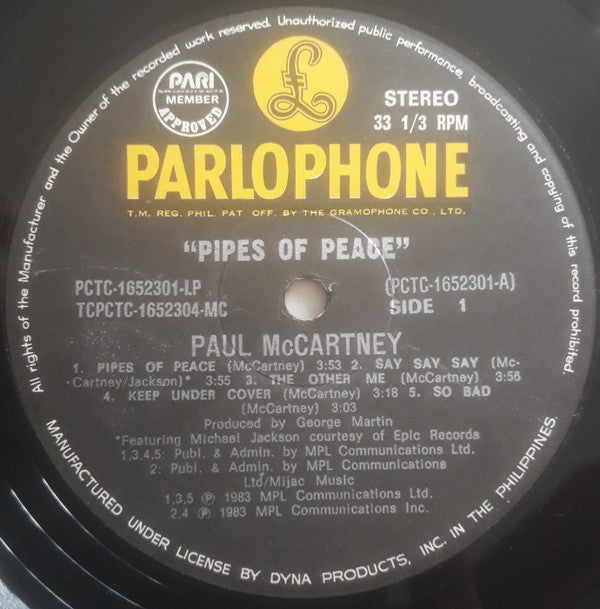 All rights of the Manufacturer and the Owner of the recorded work reserved. Unauthorized public performance, broadcasting and copying of this record prohibited.
PARI
MEMBER
APPROVED
£
STEREO
33 1/3 RPM
PARLOPHONE
T.M. REG. PHIL. PAT. OFF. BY THE GRAMOPHONE CO., LTD.
"PIPES OF PEACE"
PCTC-1652301-LP
TCPCTC-1652304-MC
(PCTC-1652301-A)
SIDE 1
PAUL McCARTNEY
1. PIPES OF PEACE (McCartney) 3:53 2. SAY SAY SAY (Mc-
Cartney/Jackson)* 3:55 3. THE OTHER ME (McCartney) 3:56
4. KEEP UNDER COVER (McCartney) 3:18 5. SO BAD
(McCartney) 3:03
Produced by George Martin
*Featuring Michael Jackson courtesy of Epic Records
1,3,4,5: Publ. & Admin. by MPL Communications Ltd.
2: Publ. & Admin. by MPL Communications
Ltd/Mijac Music
1,3,5 ℗ 1983 MPL Communications Ltd.
2,4 ℗ 1983 MPL Communications Inc.
MANUFACTURED UNDER LICENSE BY DYNA PRODUCTS, INC. IN THE PHILIPPINES.